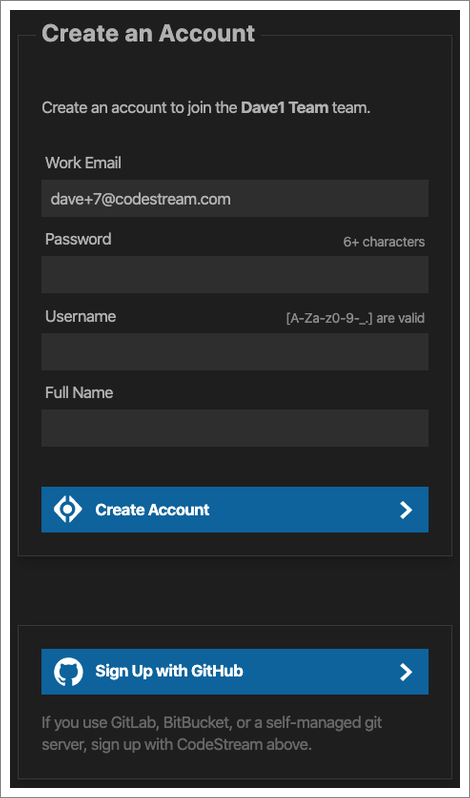 Create an Account
Create an account to join the Dave1 Team team.
Work Email
dave+7@codestream.com
Password 6+ characters
Username [A-Za-z0-9-_.] are valid
Full Name
Create Account
Sign Up with GitHub
If you use GitLab, BitBucket, or a self-managed git
server, sign up with CodeStream above.